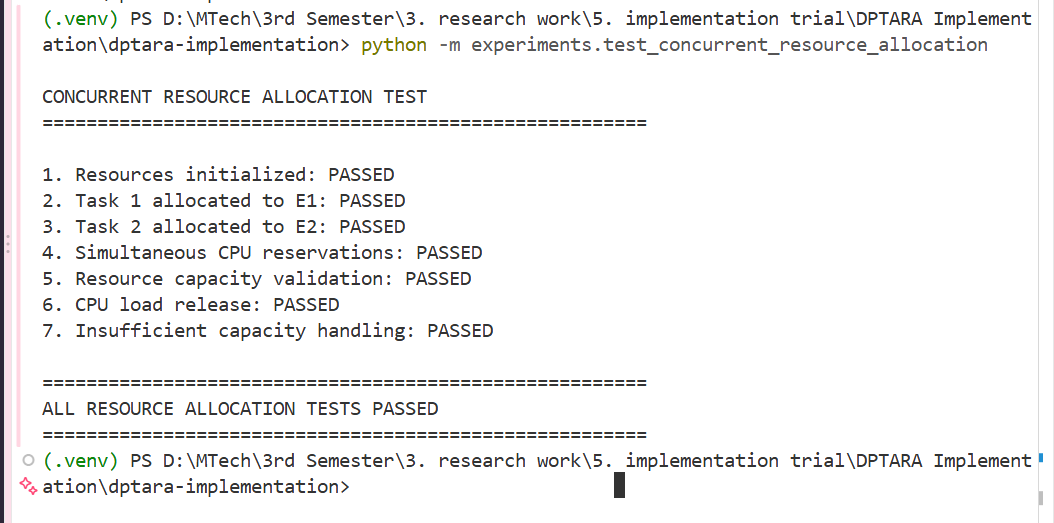 (.venv) PS D:\MTech\3rd Semester\3. research work\5. implementation trial\DPTARA Implement
ation\dptara-implementation> python -m experiments.test_concurrent_resource_allocation
CONCURRENT RESOURCE ALLOCATION TEST
=======================================================
1. Resources initialized: PASSED
2. Task 1 allocated to E1: PASSED
3. Task 2 allocated to E2: PASSED
4. Simultaneous CPU reservations: PASSED
5. Resource capacity validation: PASSED
6. CPU load release: PASSED
7. Insufficient capacity handling: PASSED
=======================================================
ALL RESOURCE ALLOCATION TESTS PASSED
=======================================================
(.venv) PS D:\MTech\3rd Semester\3. research work\5. implementation trial\DPTARA Implement
ation\dptara-implementation>